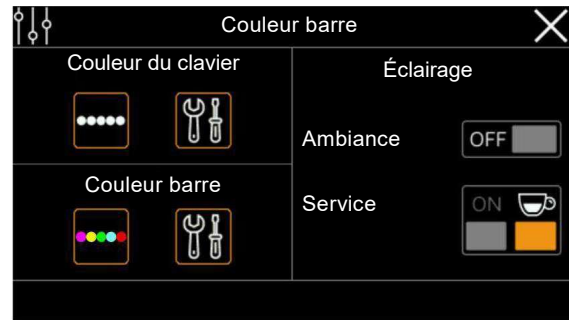 Couleur barre
Couleur du clavier
Éclairage
Ambiance
OFF
Couleur barre
Service
ON